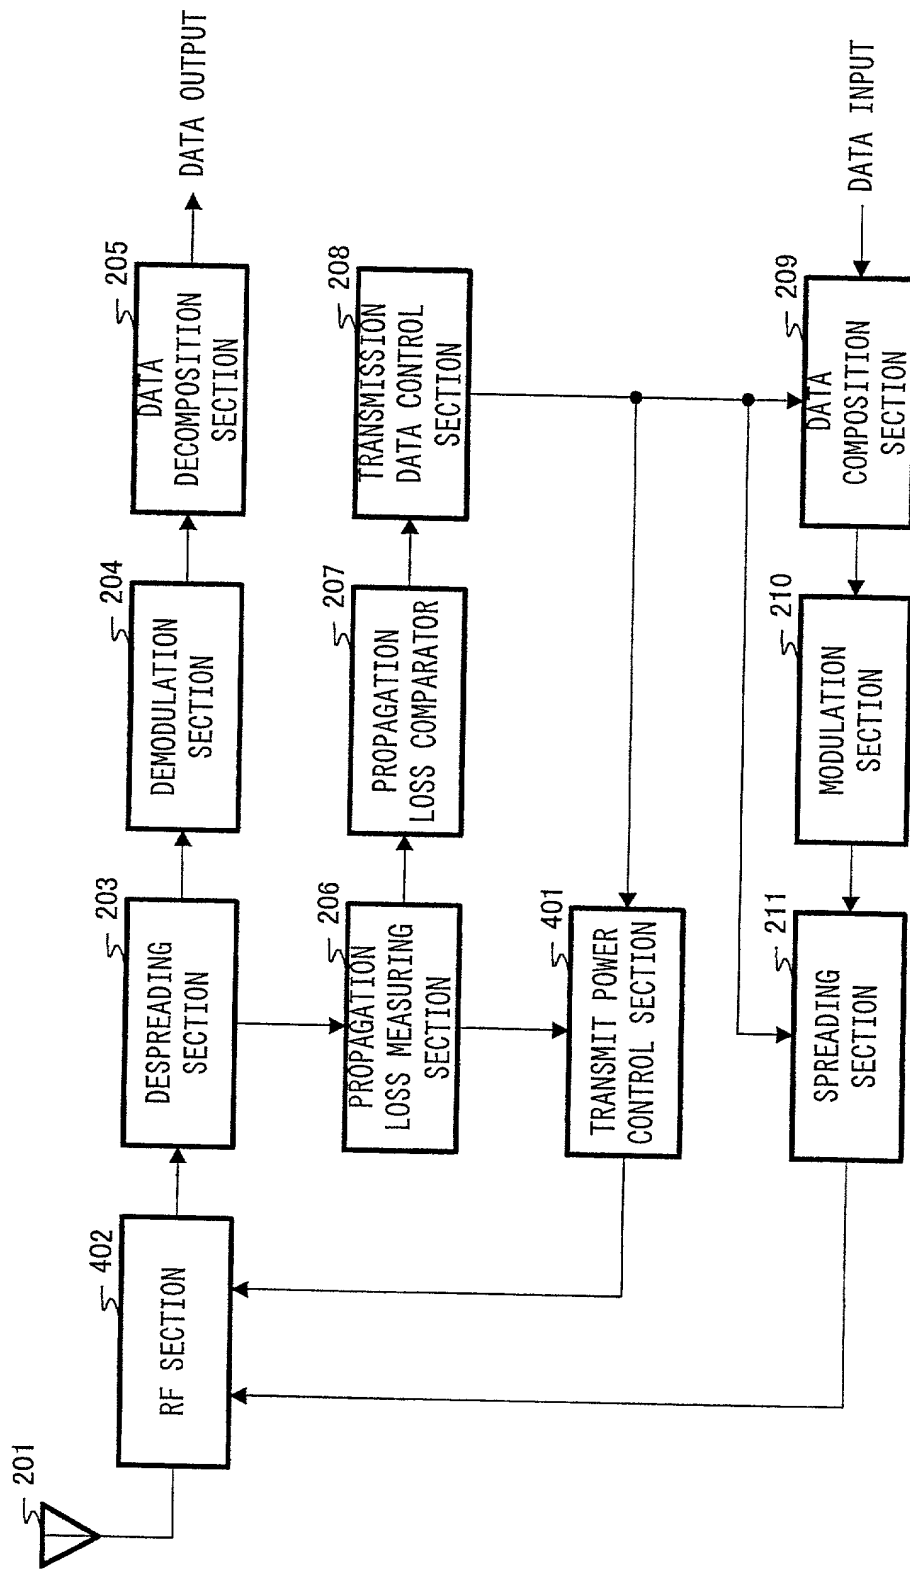 201
402
RF SECTION
203
DESPREADING
SECTION
204
DEMODULATION
SECTION
205
DATA
DECOMPOSITION
SECTION
DATA OUTPUT
206
PROPAGATION
LOSS MEASURING
SECTION
207
PROPAGATION
LOSS COMPARATOR
208
TRANSMISSION
DATA CONTROL
SECTION
401
TRANSMIT POWER
CONTROL SECTION
211
SPREADING
SECTION
210
MODULATION
SECTION
209
DATA
COMPOSITION
SECTION
DATA INPUT